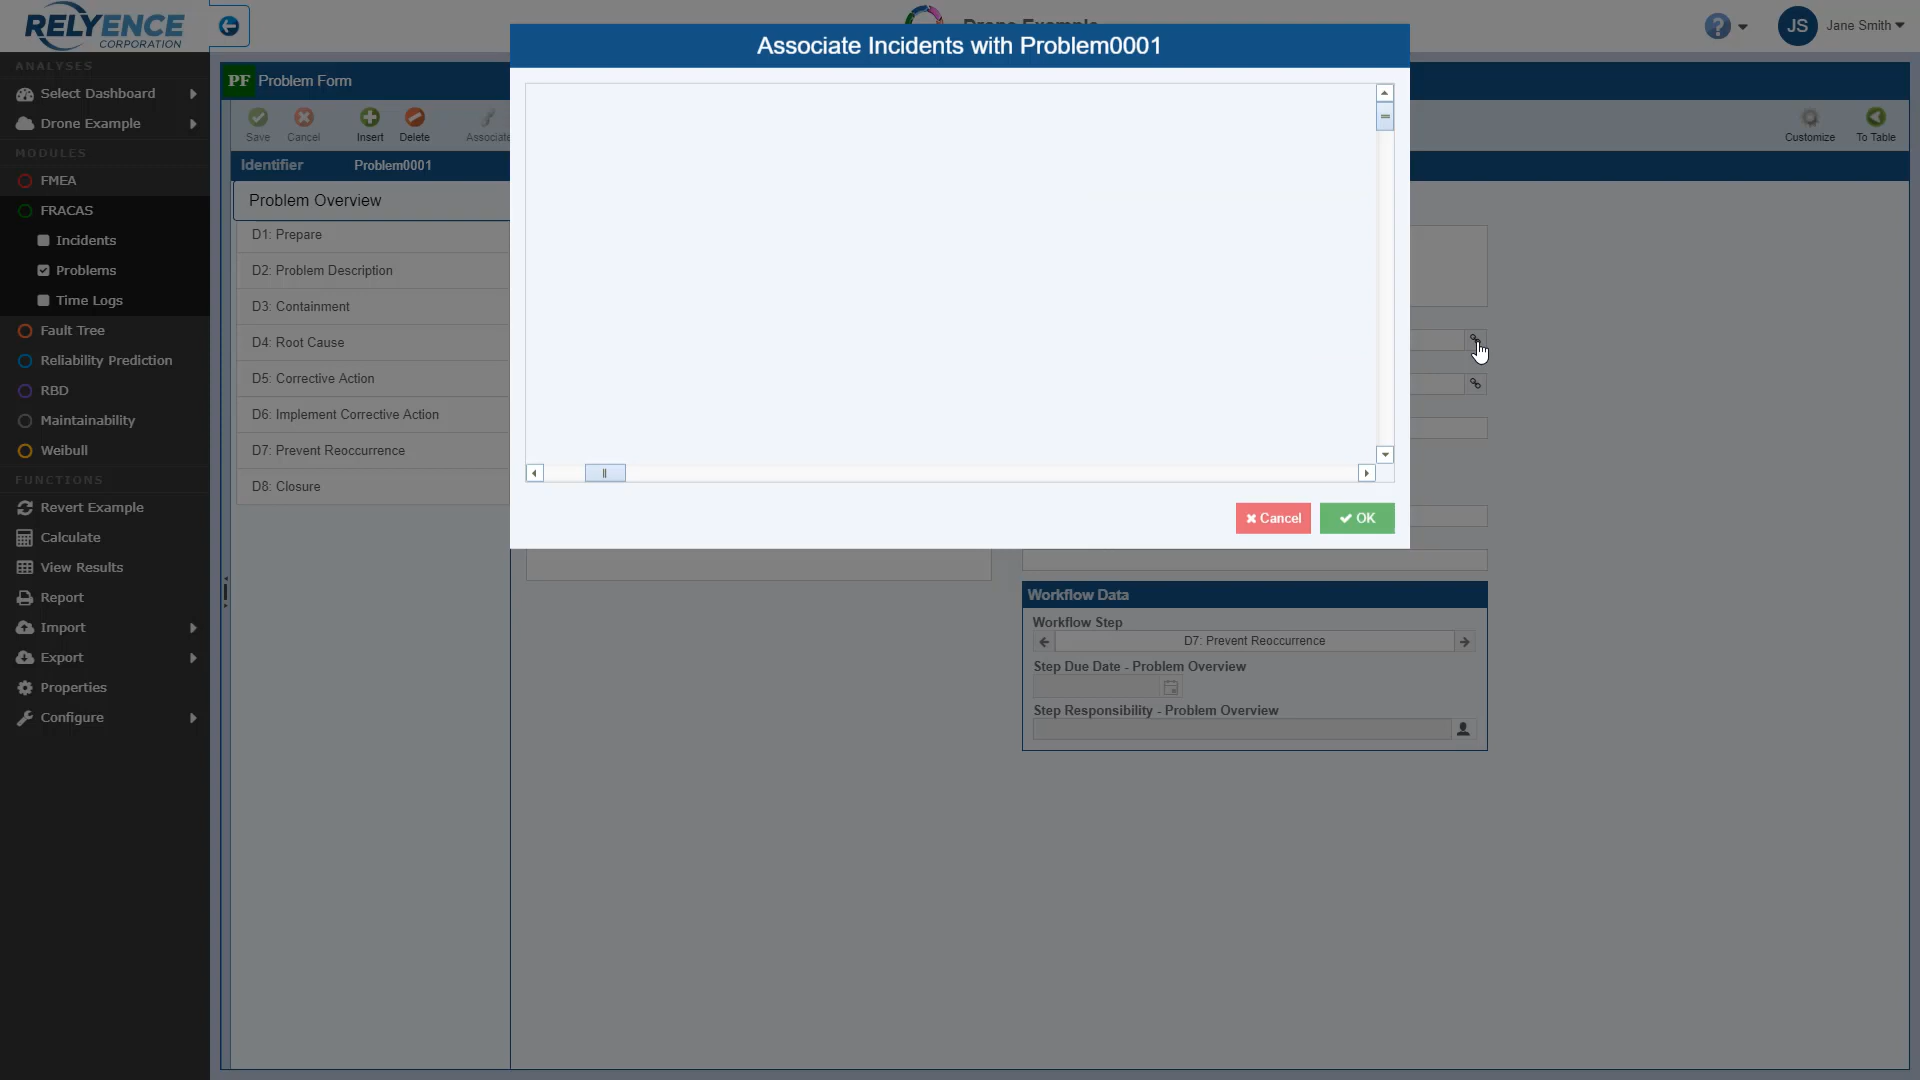 RELYENCE
CORPORATION
Drone Example
JS
Jane Smith
ANALYSES
Select Dashboard
Drone Example
MODULES
FMEA
FRACAS
Incidents
Problems
Time Logs
Fault Tree
Reliability Prediction
RBD
Maintainability
Weibull
FUNCTIONS
Revert Example
Calculate
View Results
Report
Import
Export
Properties
Configure
PF Problem Form
Save
Cancel
Insert
Delete
Associate
Customize
To Table
Identifier Problem0001
Problem Overview
D1: Prepare
D2: Problem Description
D3: Containment
D4: Root Cause
D5: Corrective Action
D6: Implement Corrective Action
D7: Prevent Reoccurrence
D8: Closure
Associate Incidents with Problem0001
Cancel
OK
Workflow Data
Workflow Step
D7: Prevent Reoccurrence
Step Due Date - Problem Overview
Step Responsibility - Problem Overview